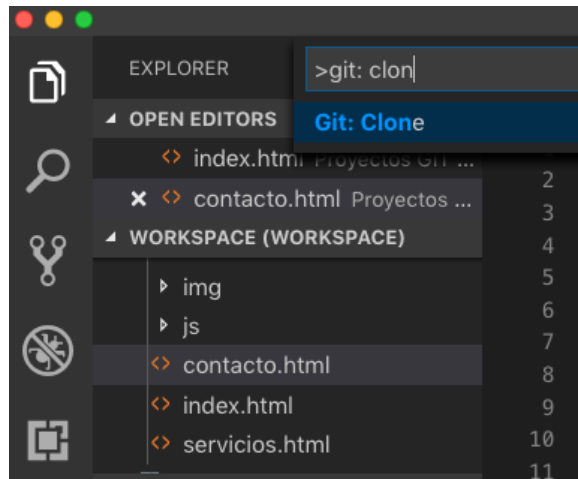 EXPLORER
>git: clon
OPEN EDITORS
Git: Clone
index.html Proyectos GIT ...
contacto.html Proyectos ...
WORKSPACE (WORKSPACE)
img
js
contacto.html
index.html
servicios.html
2
3
4
5
6
7
8
9
10
11